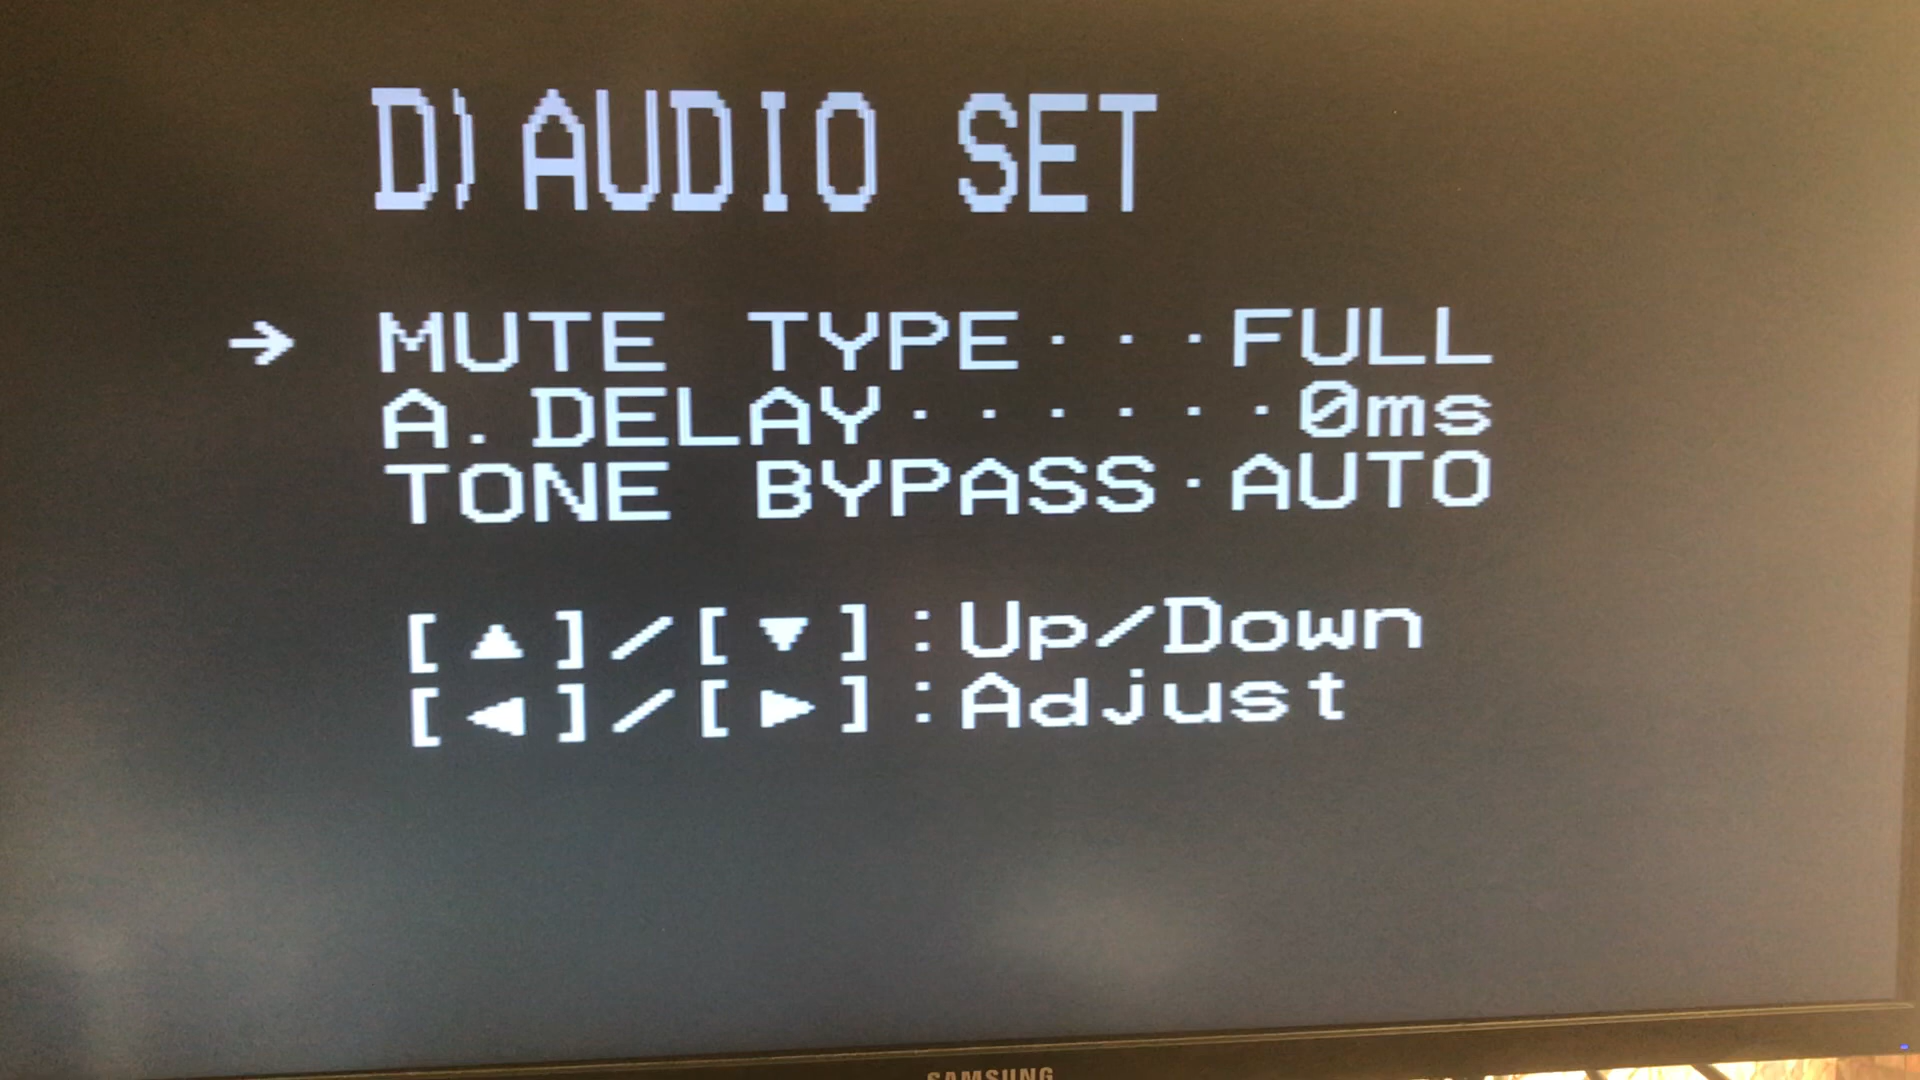 D)AUDIO SET
→ MUTE TYPE···FULL
A.DELAY······0ms
TONE BYPASS·AUTO
[▲]/[▼]:Up/Down
[◀]/[▶]:Adjust
SAMSUNG